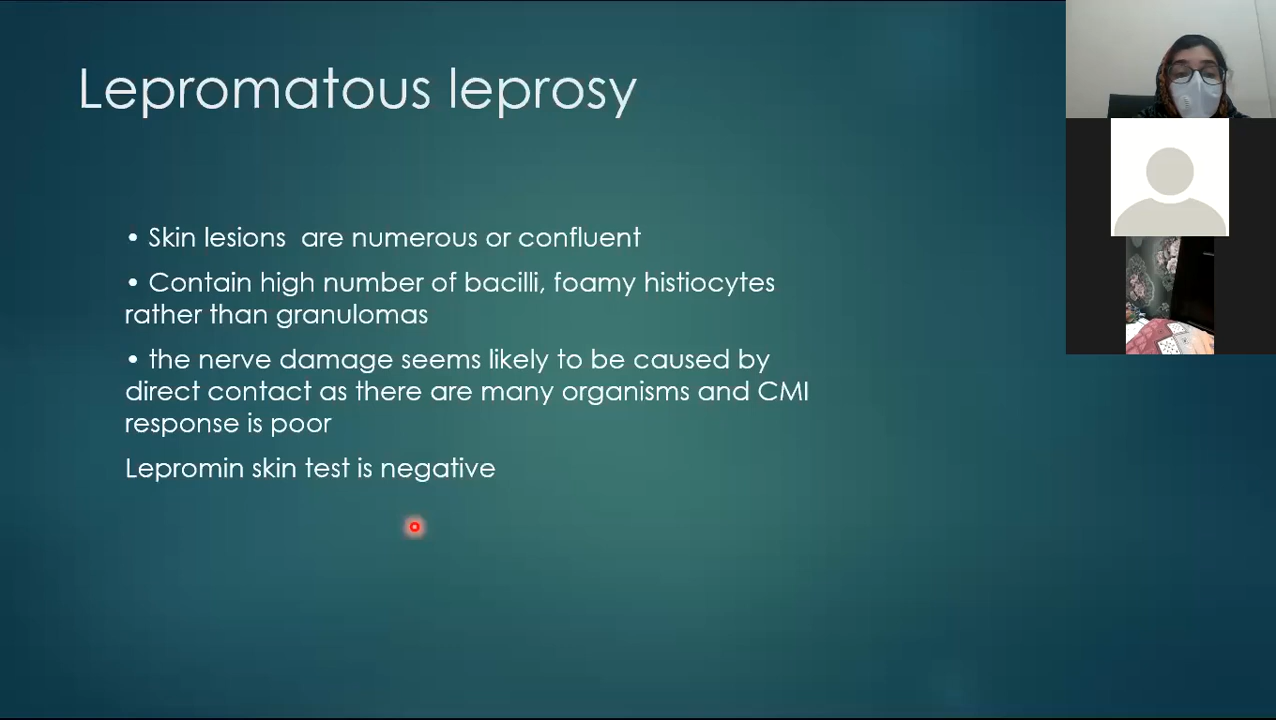 Lepromatous leprosy
• Skin lesions  are numerous or confluent
• Contain high number of bacilli, foamy histiocytes
rather than granulomas
• the nerve damage seems likely to be caused by
direct contact as there are many organisms and CMI
response is poor
Lepromin skin test is negative